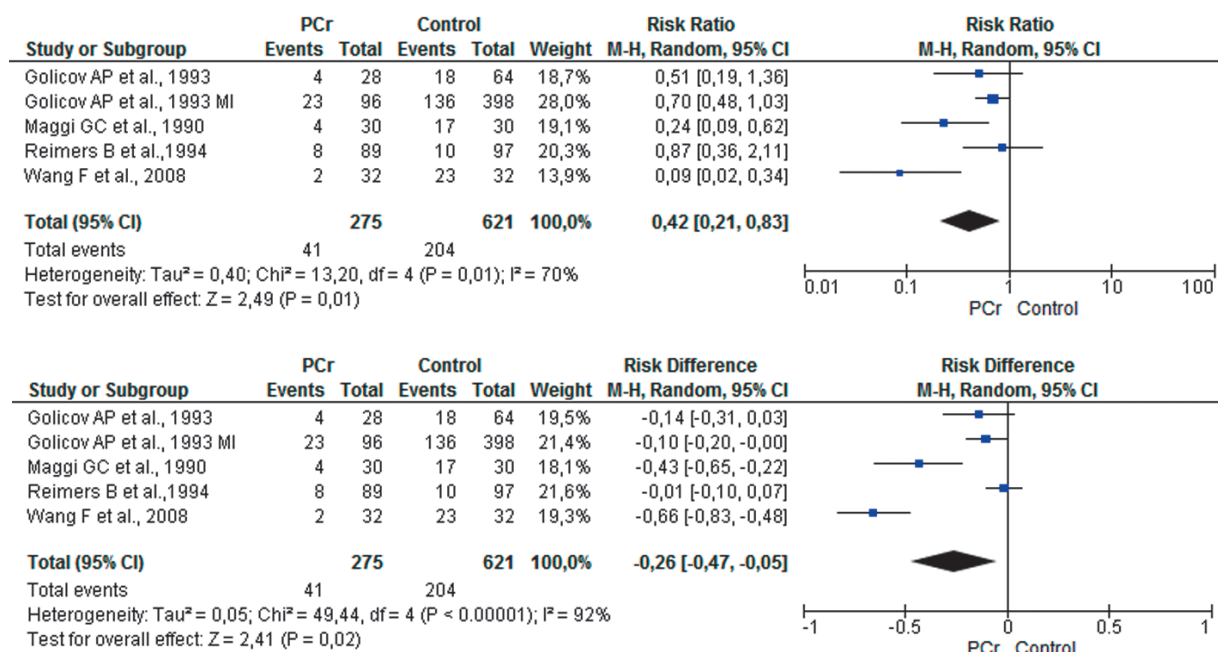 PCr Control Risk Ratio Risk Ratio
Study or Subgroup Events Total Events Total Weight M-H, Random, 95% CI M-H, Random, 95% CI
Golicov AP et al., 1993 4 28 18 64 18,7% 0,51 [0,19, 1,36]
Golicov AP et al., 1993 MI 23 96 136 398 28,0% 0,70 [0,48, 1,03]
Maggi GC et al., 1990 4 30 17 30 19,1% 0,24 [0,09, 0,62]
Reimers B et al.,1994 8 89 10 97 20,3% 0,87 [0,36, 2,11]
Wang F et al., 2008 2 32 23 32 13,9% 0,09 [0,02, 0,34]
Total (95% CI) 275 621 100,0% 0,42 [0,21, 0,83]
Total events 41 204
Heterogeneity: Tau² = 0,40; Chi² = 13,20, df = 4 (P = 0,01); I² = 70%
Test for overall effect: Z = 2,49 (P = 0,01)
0.01 0.1 1 10 100
PCr Control
PCr Control Risk Difference Risk Difference
Study or Subgroup Events Total Events Total Weight M-H, Random, 95% CI M-H, Random, 95% CI
Golicov AP et al., 1993 4 28 18 64 19,5% -0,14 [-0,31, 0,03]
Golicov AP et al., 1993 MI 23 96 136 398 21,4% -0,10 [-0,20, -0,00]
Maggi GC et al., 1990 4 30 17 30 18,1% -0,43 [-0,65, -0,22]
Reimers B et al.,1994 8 89 10 97 21,6% -0,01 [-0,10, 0,07]
Wang F et al., 2008 2 32 23 32 19,3% -0,66 [-0,83, -0,48]
Total (95% CI) 275 621 100,0% -0,26 [-0,47, -0,05]
Total events 41 204
Heterogeneity: Tau² = 0,05; Chi² = 49,44, df = 4 (P < 0.00001); I² = 92%
Test for overall effect: Z = 2,41 (P = 0,02)
-1 -0.5 0 0.5 1
PCr Control